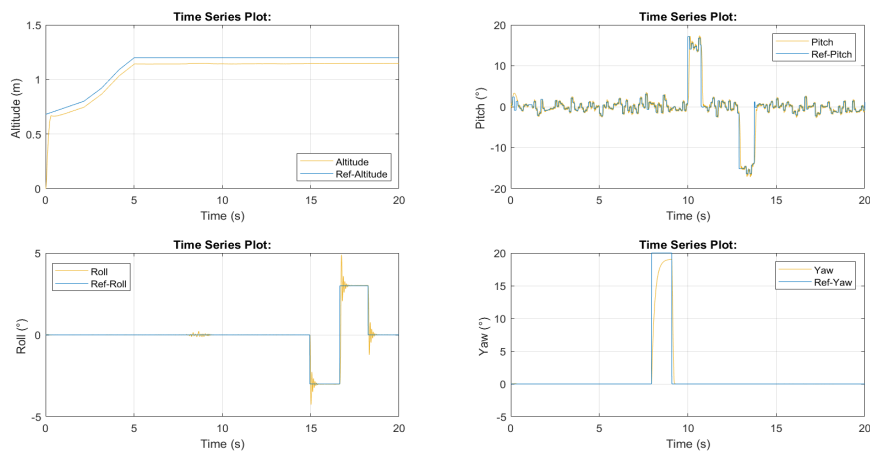 Time Series Plot:
1.5
1
0.5
0
Altitude (m)
Altitude
Ref-Altitude
0
5
10
15
20
Time (s)
Time Series Plot:
20
10
0
-10
-20
Pitch (°)
Pitch
Ref-Pitch
0
5
10
15
20
Time (s)
Time Series Plot:
5
0
-5
Roll (°)
Roll
Ref-Roll
0
5
10
15
20
Time (s)
Time Series Plot:
20
15
10
5
0
-5
Yaw (°)
Yaw
Ref-Yaw
0
5
10
15
20
Time (s)